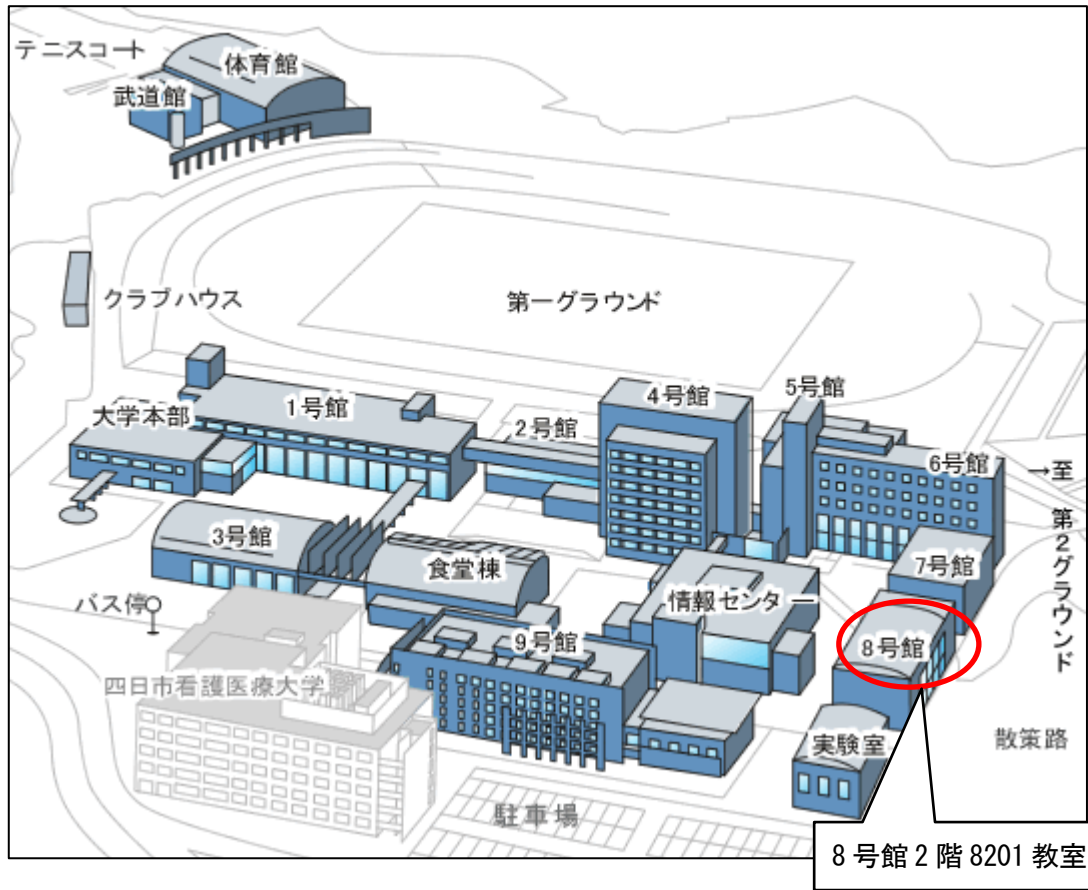 テニスコート
体育館
武道館
クラブハウス
第一グラウンド
大学本部
1号館
2号館
4号館
5号館
6号館
→至
第2グラウンド
3号館
食堂棟
情報センター
7号館
バス停
9号館
8号館
四日市看護医療大学
実験室
散策路
駐車場
8号館2階8201教室